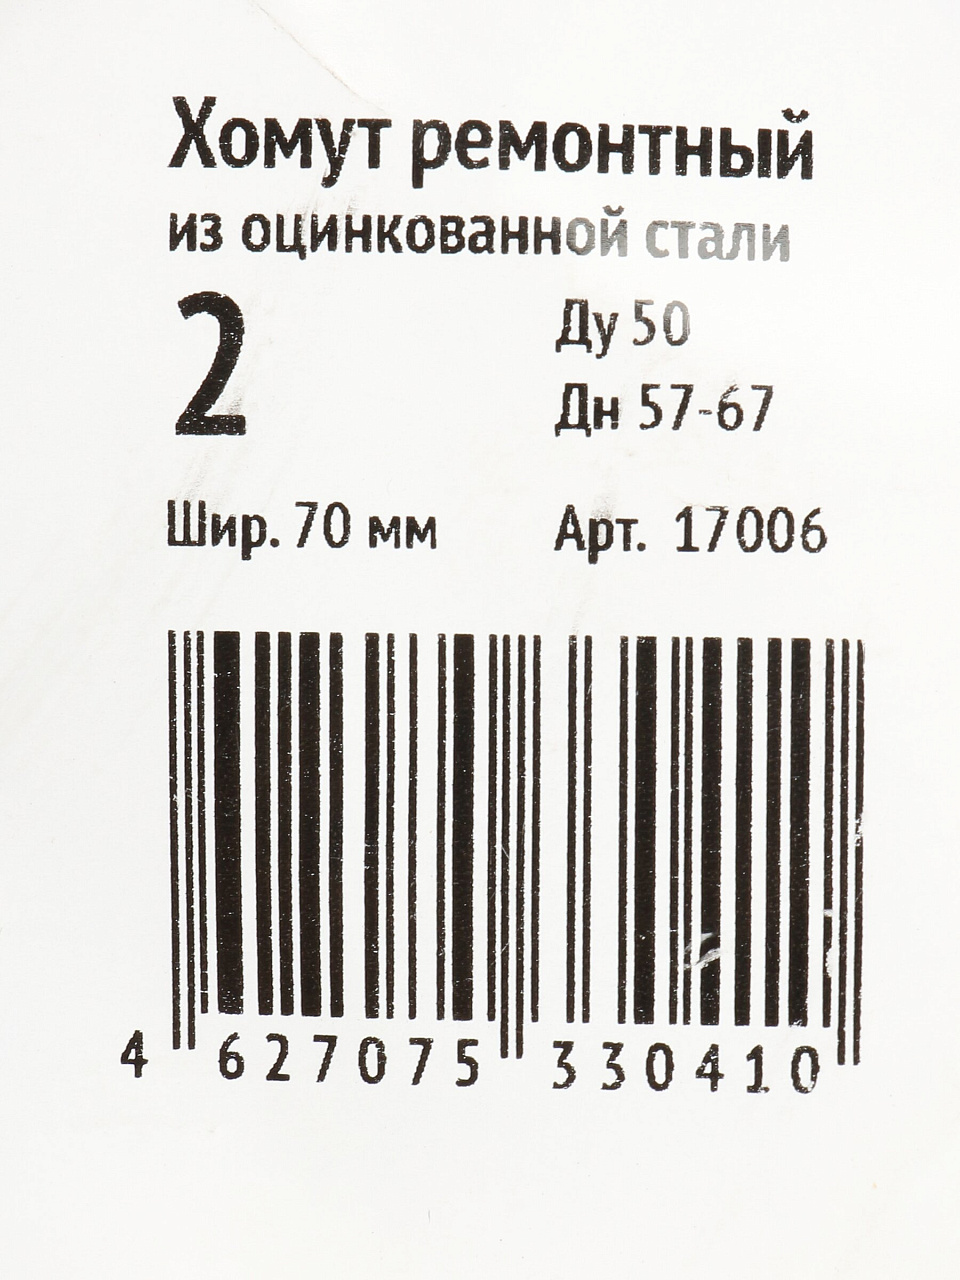 Хомут ремонтный
из оцинкованной стали
2
Ду 50
Дн 57-67
Шир. 70 мм
Арт. 17006
4 627075 330410